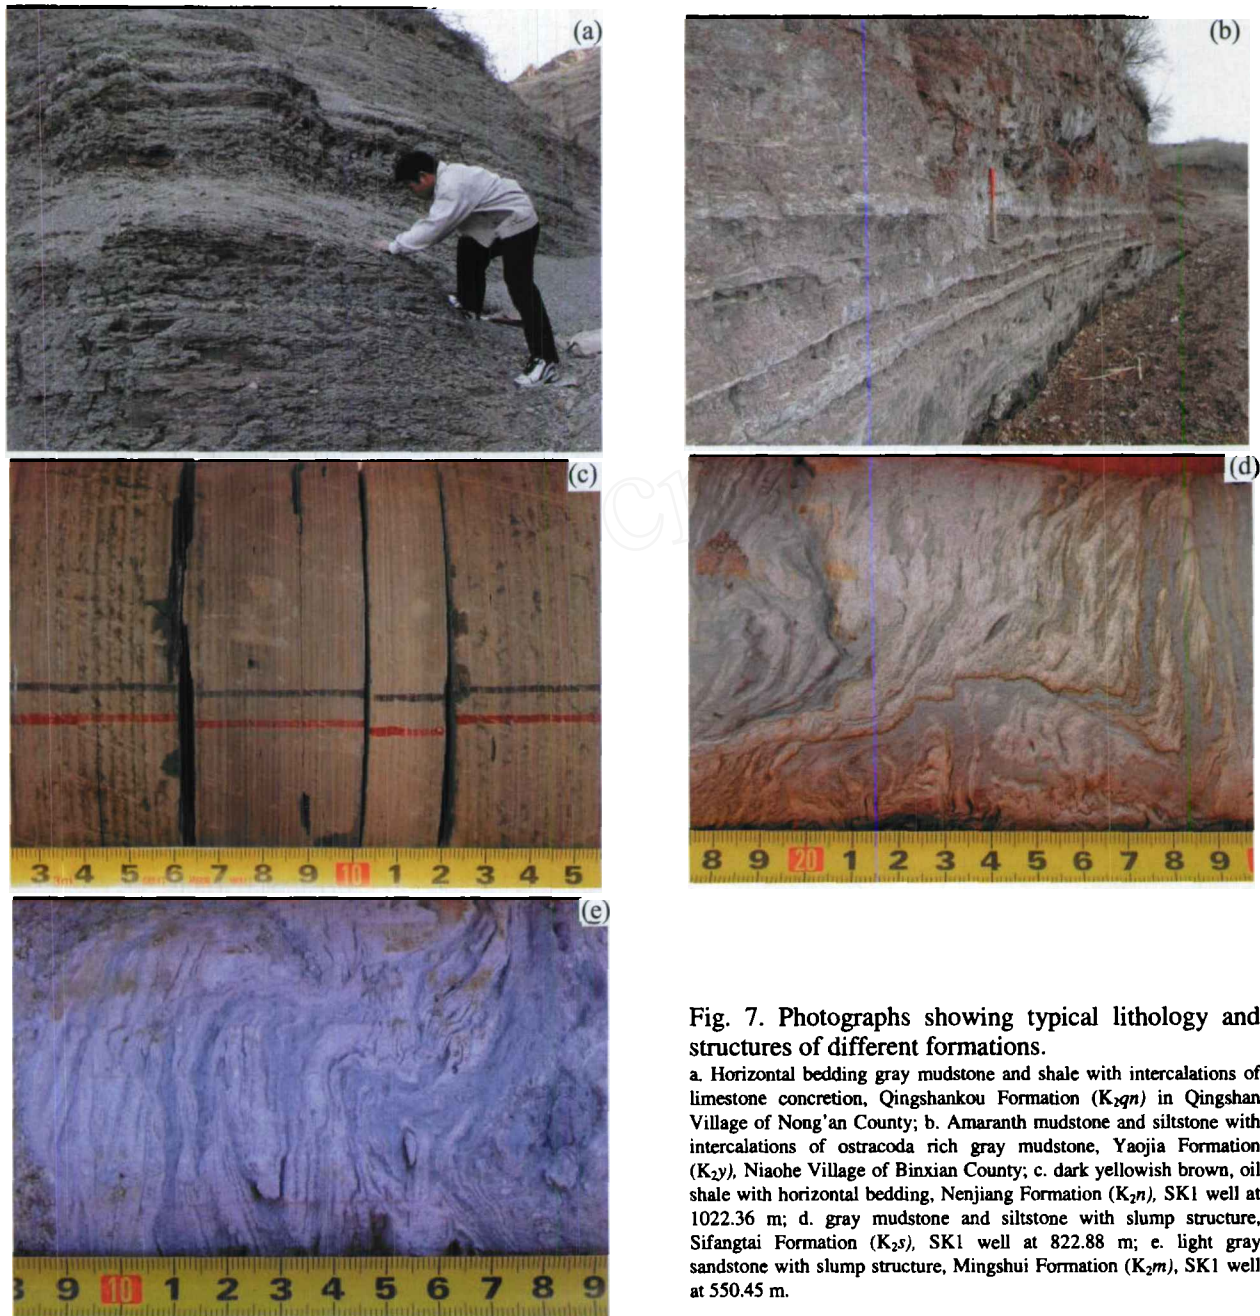 (a)
(b)
(c)
(d)
3 4 5 6 7 8 9 10 1 2 3 4 5
8 9 20 1 2 3 4 5 6 7 8 9
(e)
9 10 1 2 3 4 5 6 7 8 9
Fig. 7. Photographs showing typical lithology and
structures of different formations.
a. Horizontal bedding gray mudstone and shale with intercalations of
limestone concretion, Qingshankou Formation (K₂qn) in Qingshan
Village of Nong'an County; b. Amaranth mudstone and siltstone with
intercalations of ostracoda rich gray mudstone, Yaojia Formation
(K₂y), Niaohe Village of Binxian County; c. dark yellowish brown, oil
shale with horizontal bedding, Nenjiang Formation (K₂n), SK1 well at
1022.36 m; d. gray mudstone and siltstone with slump structure,
Sifangtai Formation (K₂s), SK1 well at 822.88 m; e. light gray
sandstone with slump structure, Mingshui Formation (K₂m), SK1 well
at 550.45 m.